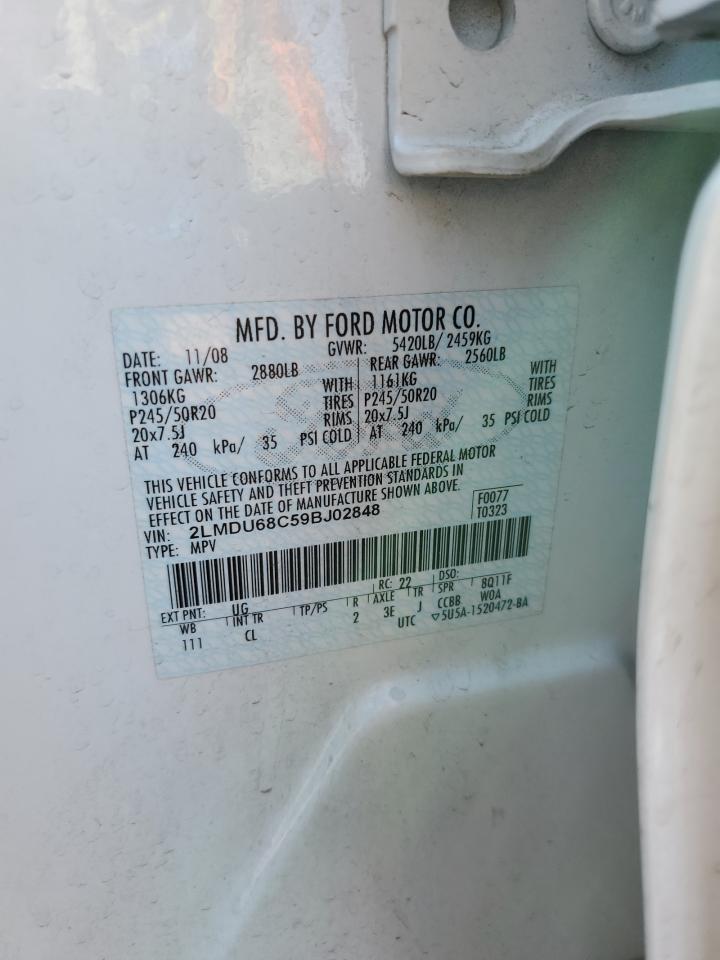 MFD. BY FORD MOTOR CO.
DATE: 11/08 GVWR: 5420LB/ 2459KG
FRONT GAWR: 2880LB REAR GAWR: 2560LB
1306KG WITH 1161KG WITH
P245/50R20 TIRES P245/50R20 TIRES
20x7.5J RIMS 20x7.5J RIMS
AT 240 kPa/ 35 PSI COLD AT 240 kPa/ 35 PSI COLD
THIS VEHICLE CONFORMS TO ALL APPLICABLE FEDERAL MOTOR
VEHICLE SAFETY AND THEFT PREVENTION STANDARDS IN
EFFECT ON THE DATE OF MANUFACTURE SHOWN ABOVE.
VIN: 2LMDU68C59BJ02848 F0077
TYPE: MPV T0323
EXT PNT: UG RC: 22 DSO:
WB INT TR TP/PS R AXLE TR SPR 8Q11F
111 CL 2 3E J CCBB W0A
UTC ▽5U5A-1520472-BA